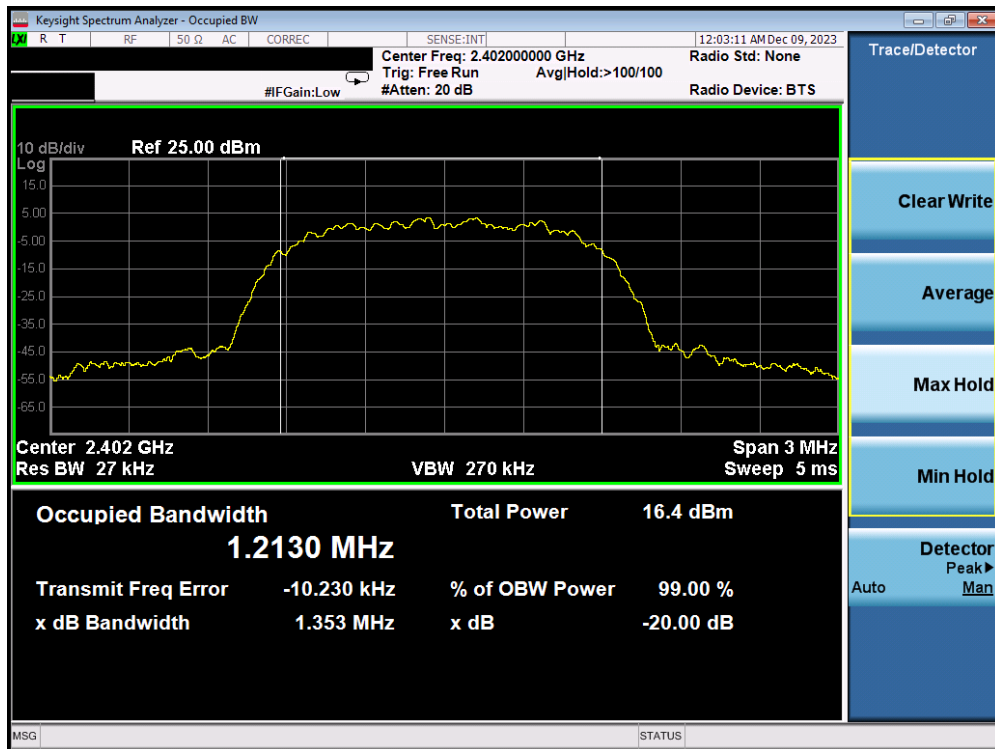 Keysight Spectrum Analyzer - Occupied BW
LXI R T RF 50 Ω AC CORREC SENSE:INT 12:03:11 AM Dec 09, 2023
Center Freq: 2.402000000 GHz Radio Std: None
Trig: Free Run Avg|Hold:>100/100
#IFGain:Low #Atten: 20 dB Radio Device: BTS
Trace/Detector
10 dB/div Ref 25.00 dBm
Log
15.0
5.00
-5.00
-15.0
-25.0
-35.0
-45.0
-55.0
-65.0
Center 2.402 GHz Span 3 MHz
Res BW 27 kHz VBW 270 kHz Sweep 5 ms
Occupied Bandwidth Total Power 16.4 dBm
1.2130 MHz
Transmit Freq Error -10.230 kHz % of OBW Power 99.00 %
x dB Bandwidth 1.353 MHz x dB -20.00 dB
Clear Write
Average
Max Hold
Min Hold
Detector
Peak▶
Auto Man
MSG STATUS